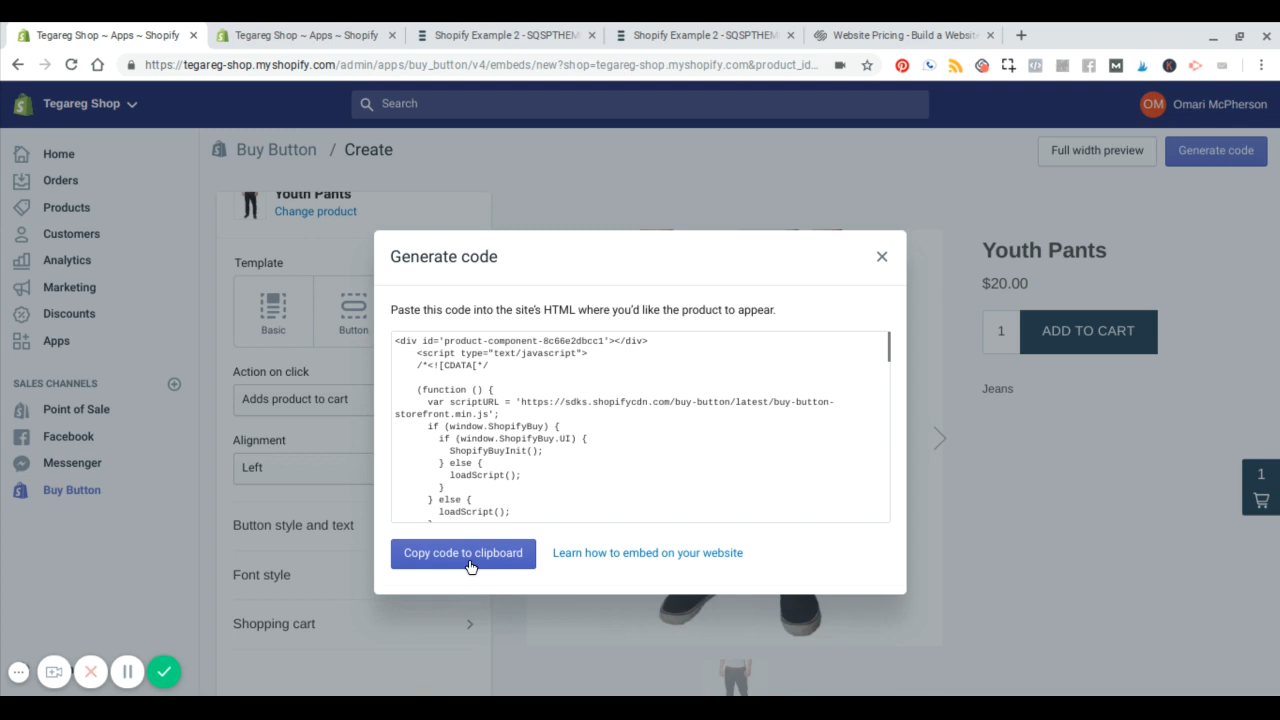 Tegareg Shop ~ Apps ~ Shopify
Tegareg Shop ~ Apps ~ Shopify
Shopify Example 2 - SQSPTHEM
Shopify Example 2 - SQSPTHEM
Website Pricing - Build a Websit
https://tegareg-shop.myshopify.com/admin/apps/buy_button/v4/embeds/new?shop=tegareg-shop.myshopify.com&product_id...
Tegareg Shop
Search
OM
Omari McPherson
Home
Orders
Products
Customers
Analytics
Marketing
Discounts
Apps
SALES CHANNELS
Point of Sale
Facebook
Messenger
Buy Button
Buy Button / Create
Full width preview
Generate code
Youth Pants
Change product
Template
Basic
Button
Action on click
Adds product to cart
Alignment
Left
Button style and text
Font style
Shopping cart
Generate code
Paste this code into the site's HTML where you'd like the product to appear.
<div id='product-component-8c66e2dbcc1'></div>
<script type="text/javascript">
/*<![CDATA[*/
(function () {
var scriptURL = 'https://sdks.shopifycdn.com/buy-button/latest/buy-button-
storefront.min.js';
if (window.ShopifyBuy) {
if (window.ShopifyBuy.UI) {
ShopifyBuyInit();
} else {
loadScript();
}
} else {
loadScript();
Copy code to clipboard
Learn how to embed on your website
Youth Pants
$20.00
1
ADD TO CART
Jeans
1